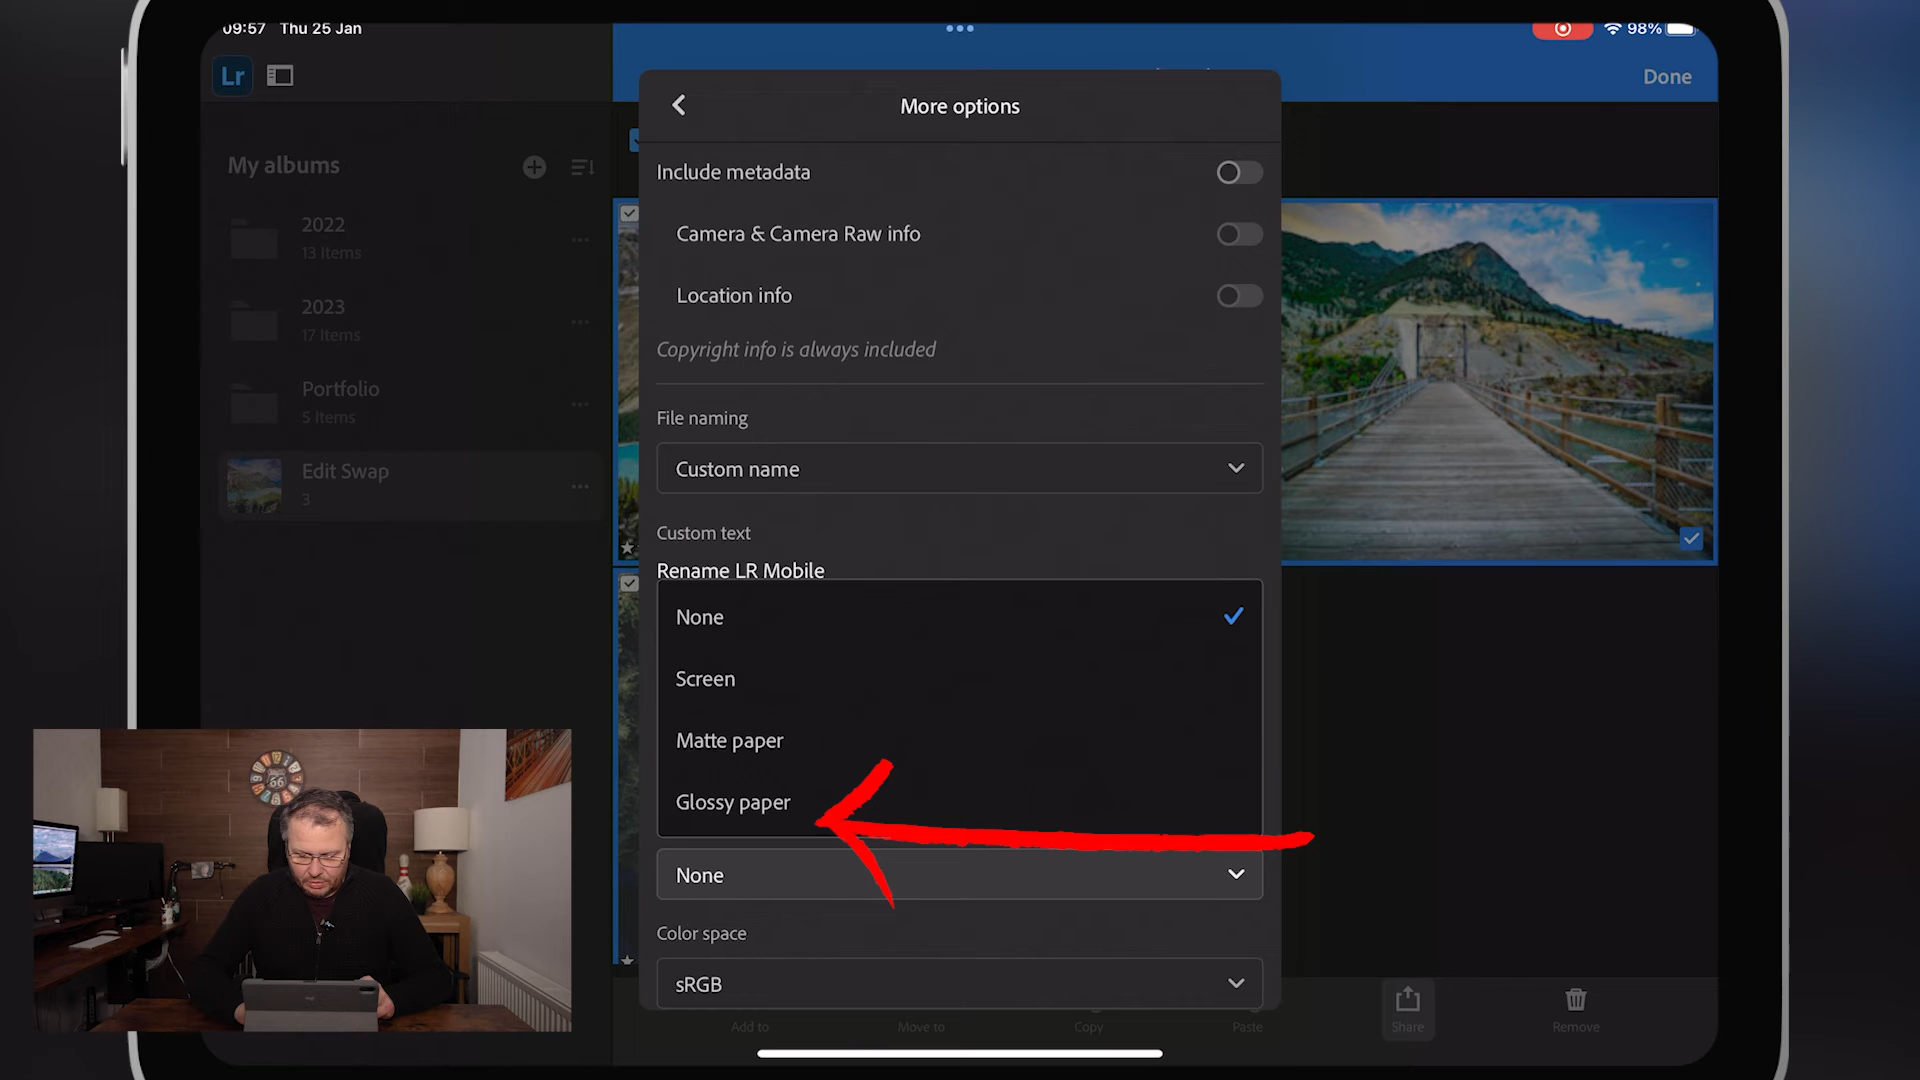 09:57 Thu 25 Jan
98%
Lr
Done
More options
My albums
2022
13 Items
2023
17 Items
Portfolio
5 Items
Edit Swap
3
Include metadata
Camera & Camera Raw info
Location info
Copyright info is always included
File naming
Custom name
Custom text
Rename LR Mobile
None
Screen
Matte paper
Glossy paper
None
Color space
sRGB
Add to
Move to
Copy
Paste
Share
Remove
66